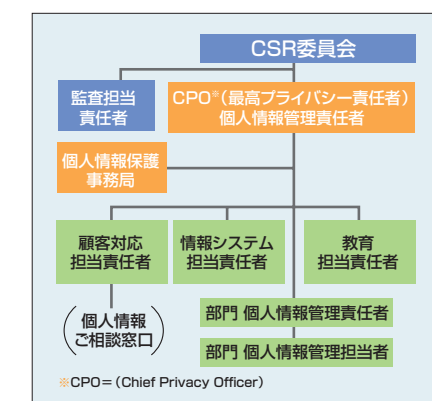 CSR委員会
監査担当
責任者
CPO※(最高プライバシー責任者)
個人情報管理責任者
個人情報保護
事務局
顧客対応
担当責任者
情報システム
担当責任者
教育
担当責任者
(個人情報
ご相談窓口)
部門 個人情報管理責任者
部門 個人情報管理担当者
※CPO=(Chief Privacy Officer)